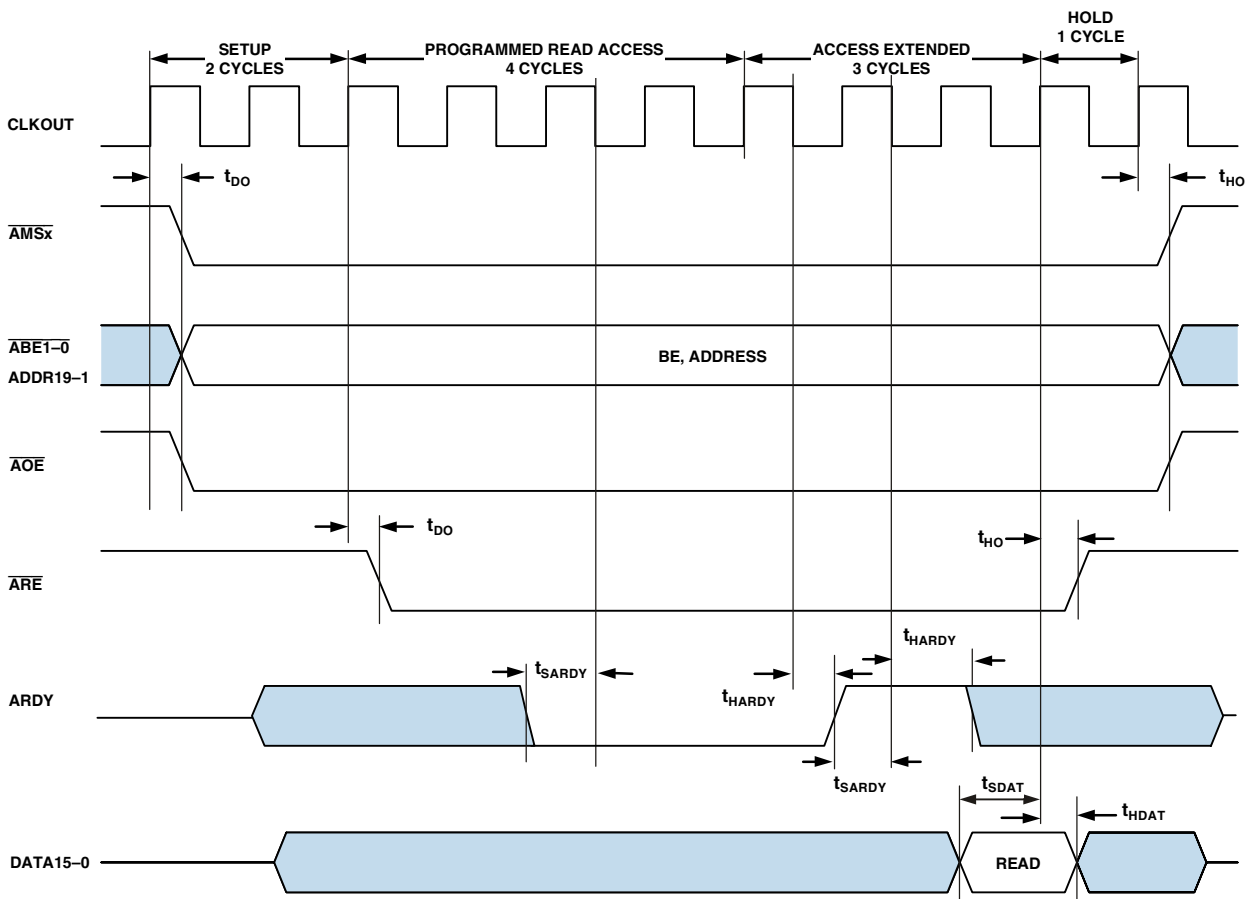 HOLD
1 CYCLE
SETUP
2 CYCLES
PROGRAMMED READ ACCESS
4 CYCLES
ACCESS EXTENDED
3 CYCLES
CLKOUT
tDO
tHO
AMSx
ABE1–0
ADDR19–1
BE, ADDRESS
AOE
tDO
tHO
ARE
tHARDY
tSARDY
ARDY
tHARDY
tSARDY
tSDAT
tHDAT
DATA15–0
READ